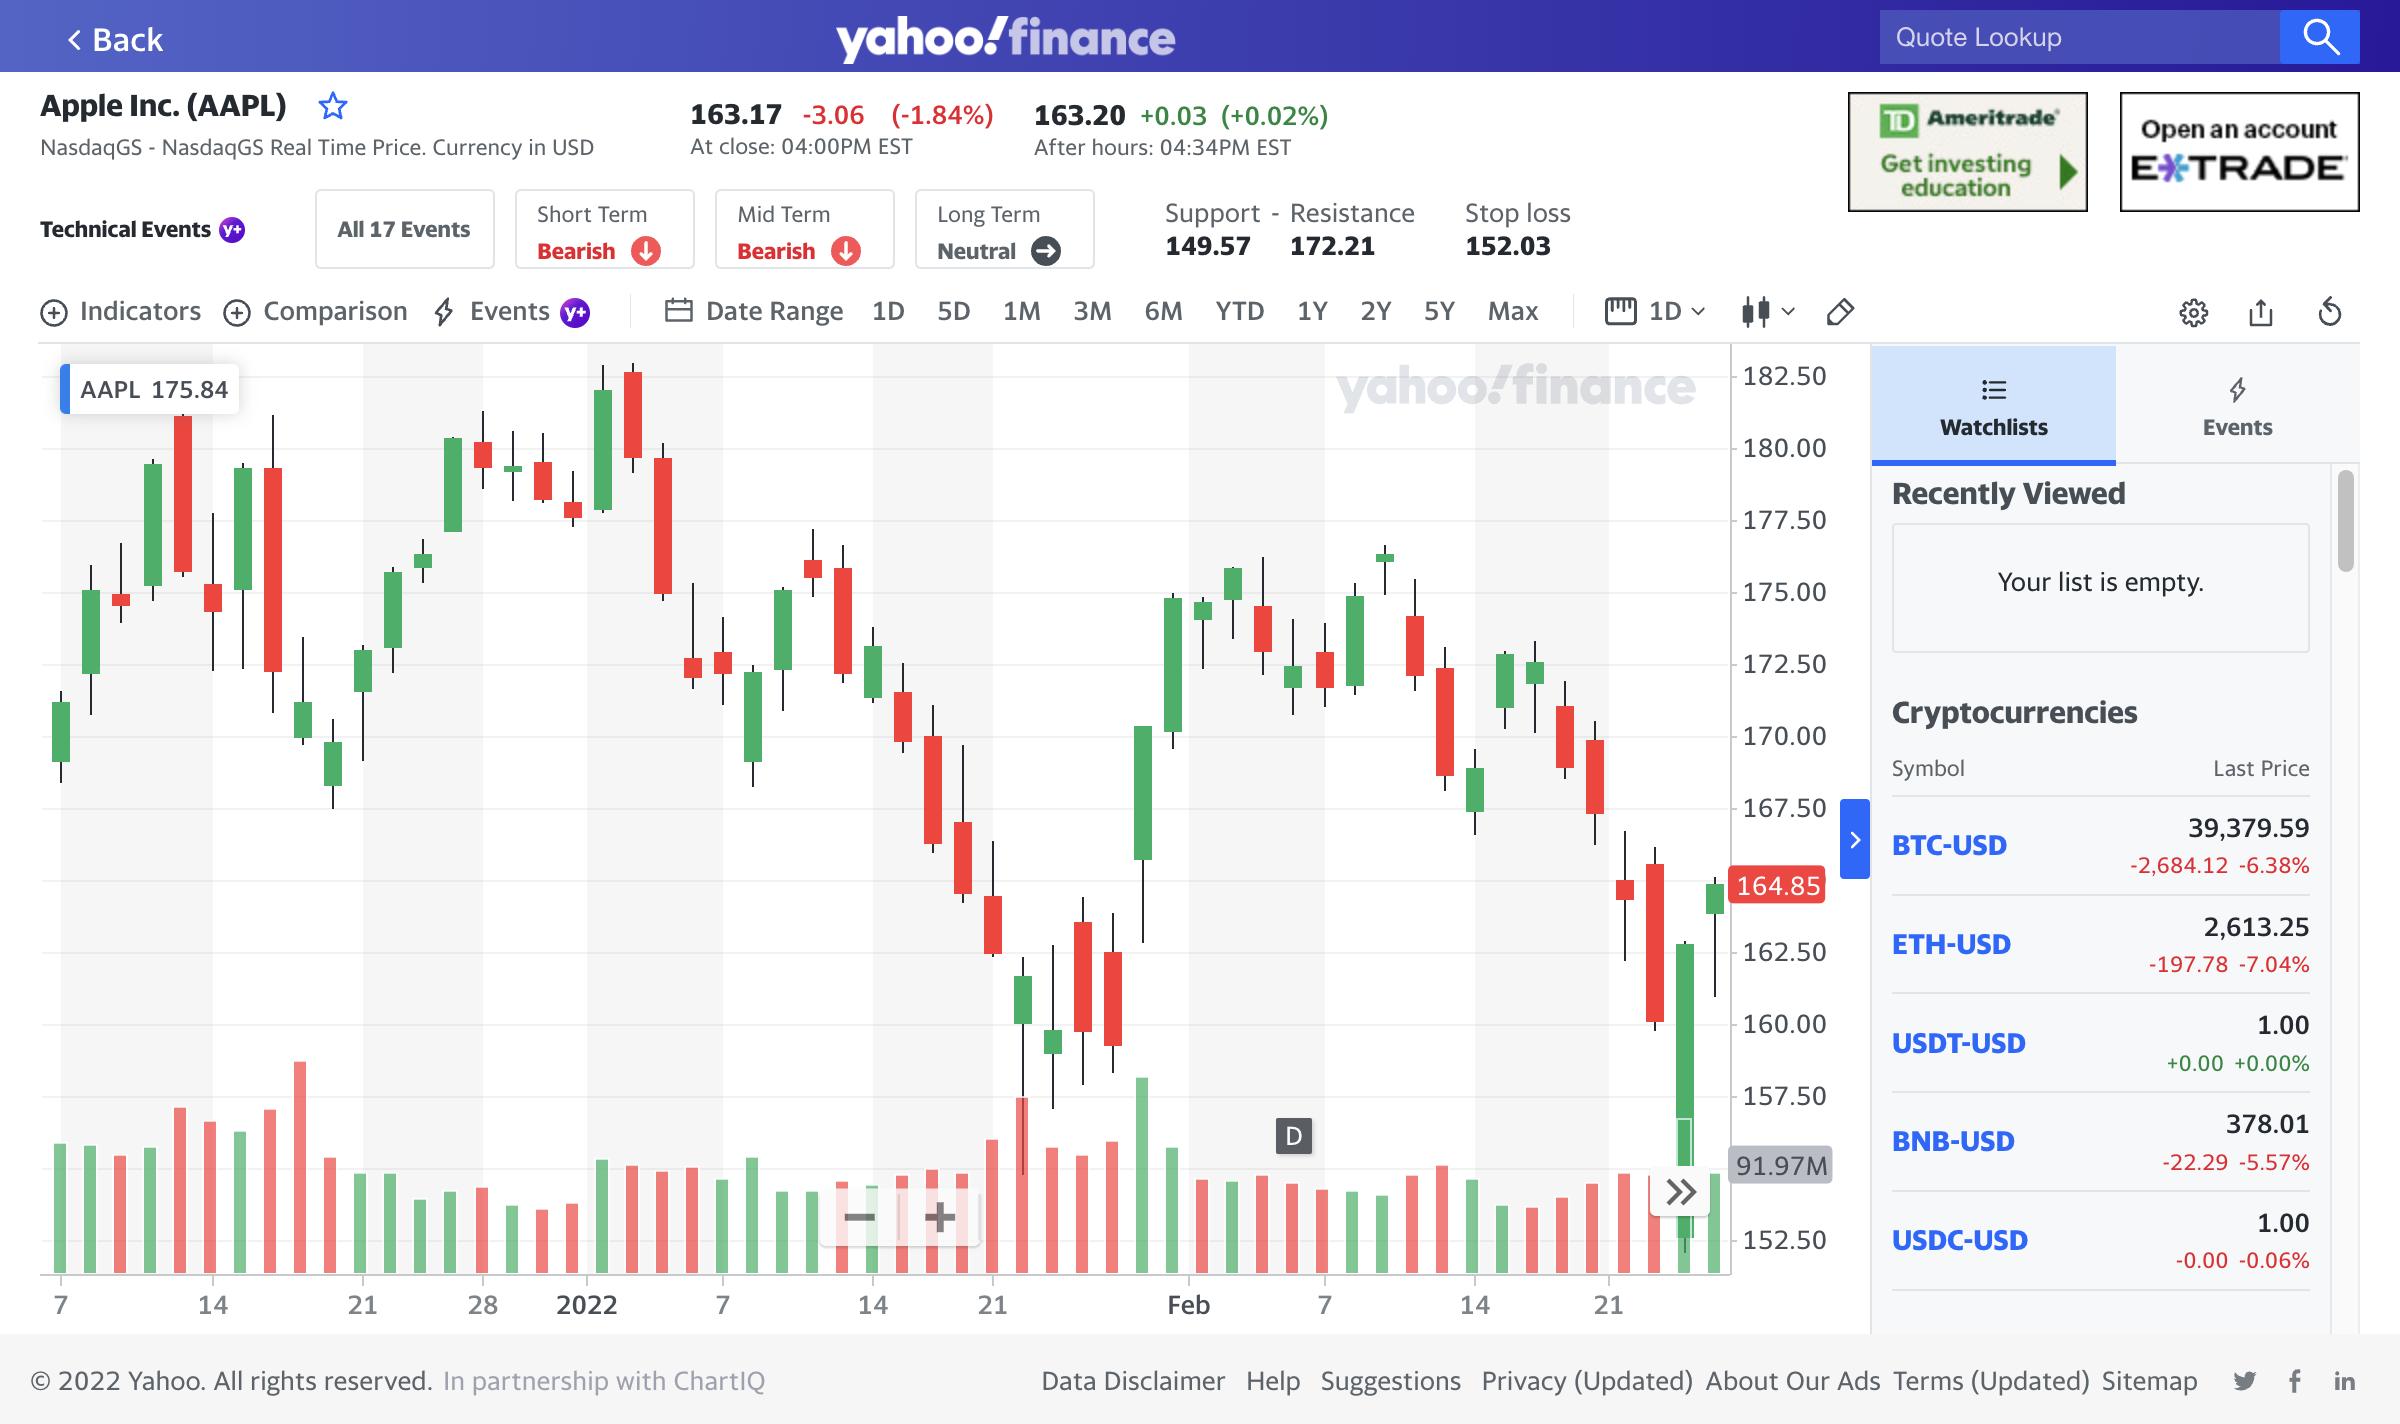 Back
yahoo!finance
Quote Lookup
Apple Inc. (AAPL)
NasdaqGS - NasdaqGS Real Time Price. Currency in USD
163.17 -3.06 (-1.84%)
At close: 04:00PM EST
163.20 +0.03 (+0.02%)
After hours: 04:34PM EST
TD Ameritrade
Get investing
education
Open an account
E*TRADE
Technical Events y+
All 17 Events
Short Term
Bearish
Mid Term
Bearish
Long Term
Neutral
Support - Resistance
149.57 172.21
Stop loss
152.03
Indicators Comparison Events y+ Date Range 1D 5D 1M 3M 6M YTD 1Y 2Y 5Y Max 1D
AAPL 175.84
yahoo!finance
182.50
180.00
177.50
175.00
172.50
170.00
167.50
164.85
162.50
160.00
157.50
D
91.97M
152.50
7 14 21 28 2022 7 14 21 Feb 7 14 21
Watchlists
Events
Recently Viewed
Your list is empty.
Cryptocurrencies
Symbol Last Price
BTC-USD 39,379.59
-2,684.12 -6.38%
ETH-USD 2,613.25
-197.78 -7.04%
USDT-USD 1.00
+0.00 +0.00%
BNB-USD 378.01
-22.29 -5.57%
USDC-USD 1.00
-0.00 -0.06%
© 2022 Yahoo. All rights reserved. In partnership with ChartIQ
Data Disclaimer Help Suggestions Privacy (Updated) About Our Ads Terms (Updated) Sitemap